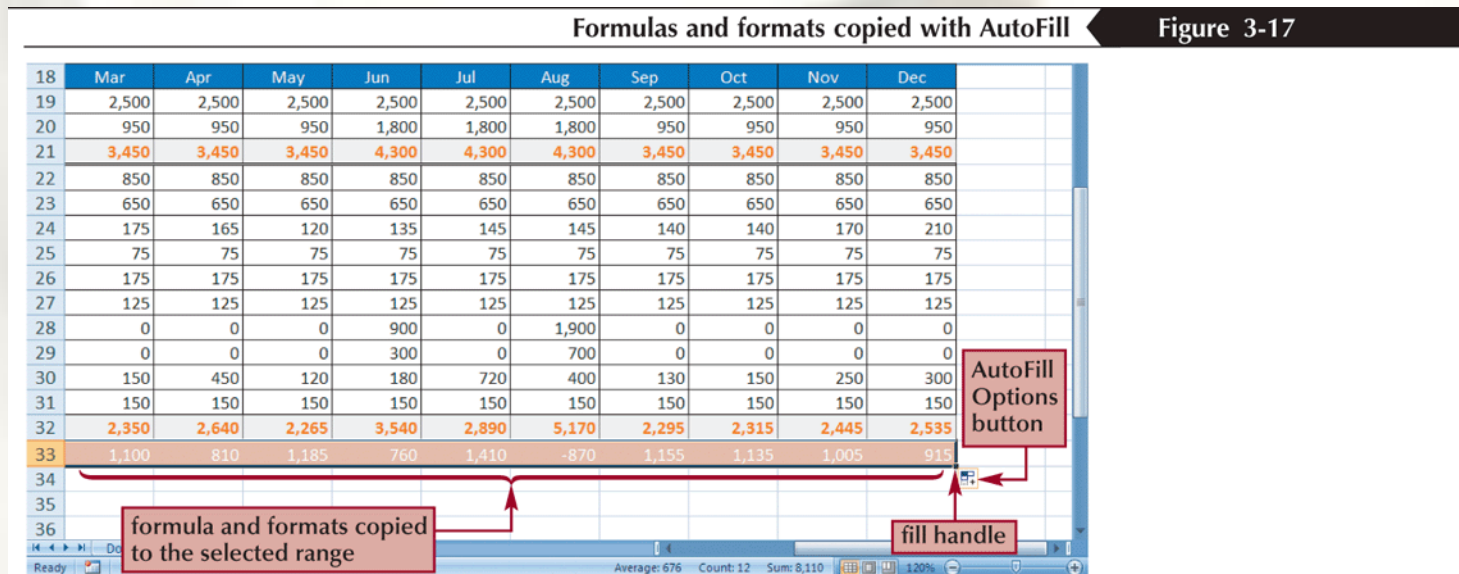 Formulas and formats copied with AutoFill Figure 3-17
18 Mar Apr May Jun Jul Aug Sep Oct Nov Dec
19 2,500 2,500 2,500 2,500 2,500 2,500 2,500 2,500 2,500 2,500
20 950 950 950 1,800 1,800 1,800 950 950 950 950
21 3,450 3,450 3,450 4,300 4,300 4,300 3,450 3,450 3,450 3,450
22 850 850 850 850 850 850 850 850 850 850
23 650 650 650 650 650 650 650 650 650 650
24 175 165 120 135 145 145 140 140 170 210
25 75 75 75 75 75 75 75 75 75 75
26 175 175 175 175 175 175 175 175 175 175
27 125 125 125 125 125 125 125 125 125 125
28 0 0 0 900 0 1,900 0 0 0 0
29 0 0 0 300 0 700 0 0 0 0
30 150 450 120 180 720 400 130 150 250 300
31 150 150 150 150 150 150 150 150 150 150
32 2,350 2,640 2,265 3,540 2,890 5,170 2,295 2,315 2,445 2,535
33 1,100 810 1,185 760 1,410 -870 1,155 1,135 1,005 915
34
35
36
AutoFill
Options
button
formula and formats copied
to the selected range
fill handle
Do
Ready Average: 676 Count: 12 Sum: 8,110 120%